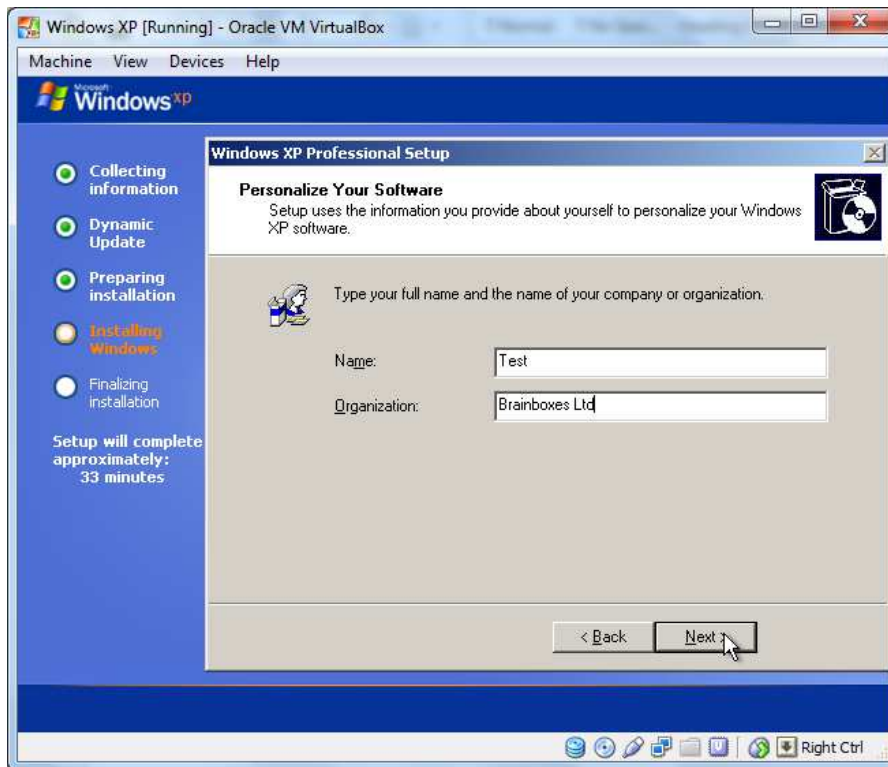 Windows XP [Running] - Oracle VM VirtualBox
Machine View Devices Help
Microsoft
Windows xp
Collecting
information
Dynamic
Update
Preparing
installation
Installing
Windows
Finalizing
installation
Setup will complete
approximately:
33 minutes
Windows XP Professional Setup
Personalize Your Software
Setup uses the information you provide about yourself to personalize your Windows
XP software.
Type your full name and the name of your company or organization.
Name: Test
Organization: Brainboxes Ltd
< Back Next >
Right Ctrl